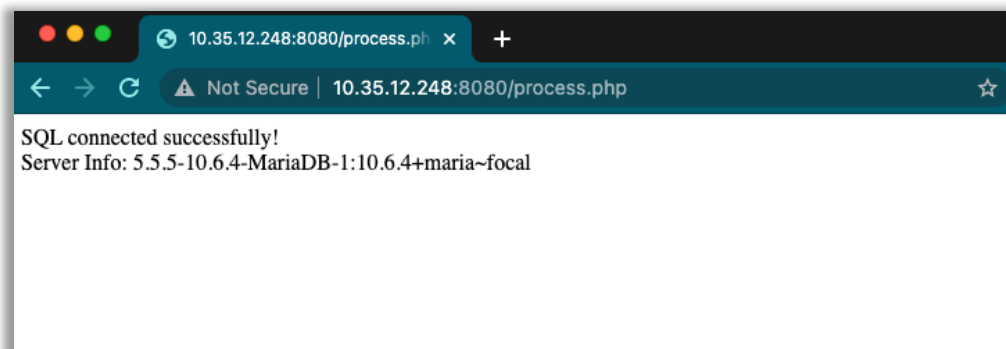 10.35.12.248:8080/process.ph
Not Secure | 10.35.12.248:8080/process.php
SQL connected successfully!
Server Info: 5.5.5-10.6.4-MariaDB-1:10.6.4+maria~focal